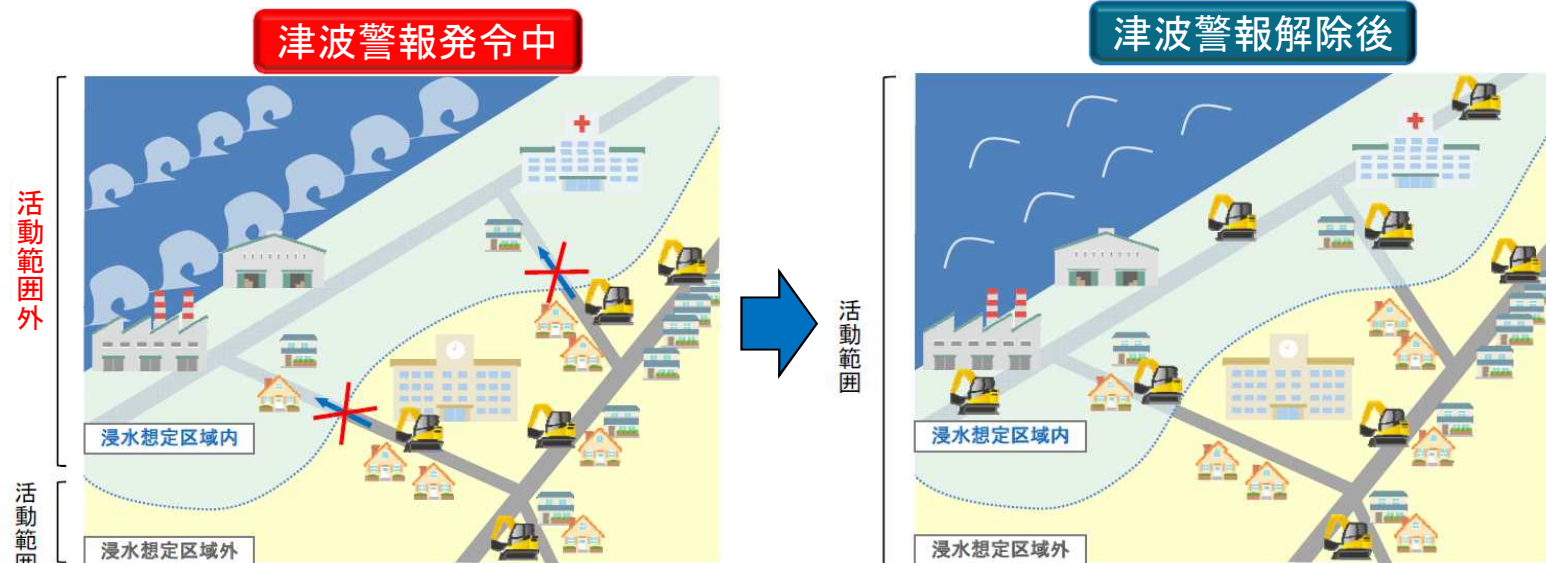 津波警報発令中
津波警報解除後
活動範囲外
浸水想定区域内
活動範囲
浸水想定区域外
活動範囲
浸水想定区域内
浸水想定区域外